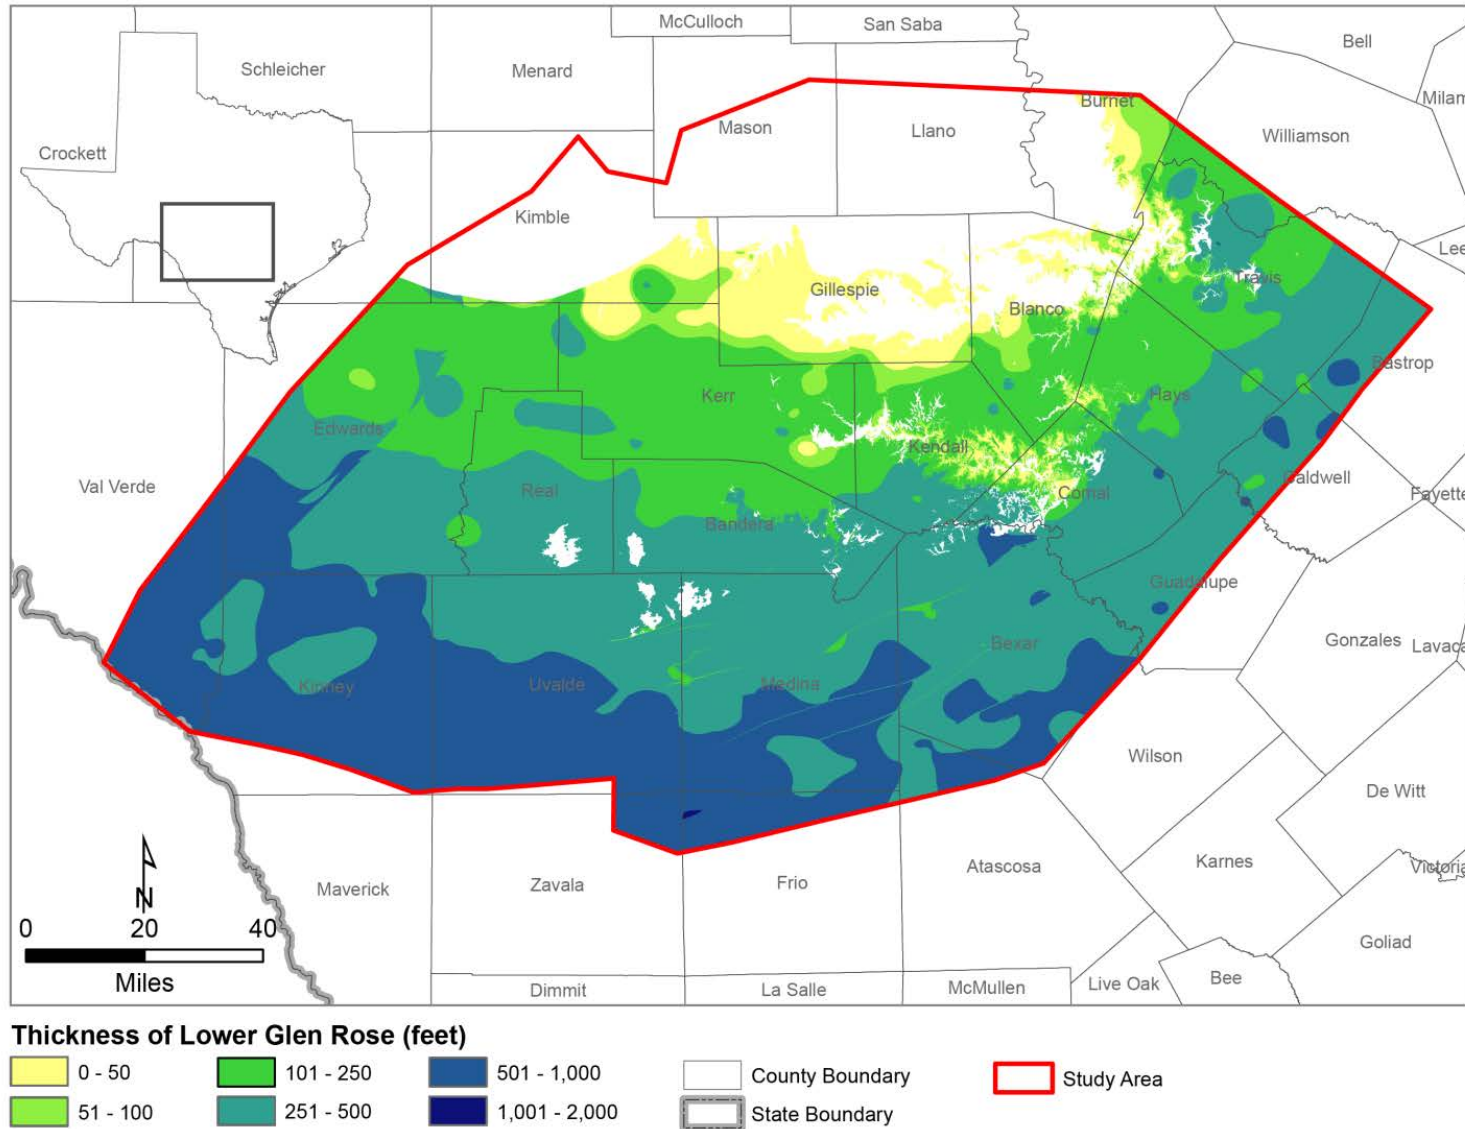 McCulloch
San Saba
Bell
Schleicher
Menard
Milam
Burnet
Mason
Llano
Williamson
Crockett
Kimble
Lee
Travis
Gillespie
Blanco
Bastrop
Kerr
Hays
Edwards
Kendall
Val Verde
Real
Caldwell
Comal
Fayette
Bandera
Guadalupe
Gonzales
Lavaca
Bexar
Kinney
Uvalde
Medina
Wilson
De Witt
Karnes
Atascosa
Victoria
Maverick
Zavala
Frio
N
Goliad
0 20 40
Miles
Dimmit
La Salle
McMullen
Live Oak
Bee
Thickness of Lower Glen Rose (feet)
0 - 50
101 - 250
501 - 1,000
County Boundary
Study Area
51 - 100
251 - 500
1,001 - 2,000
State Boundary